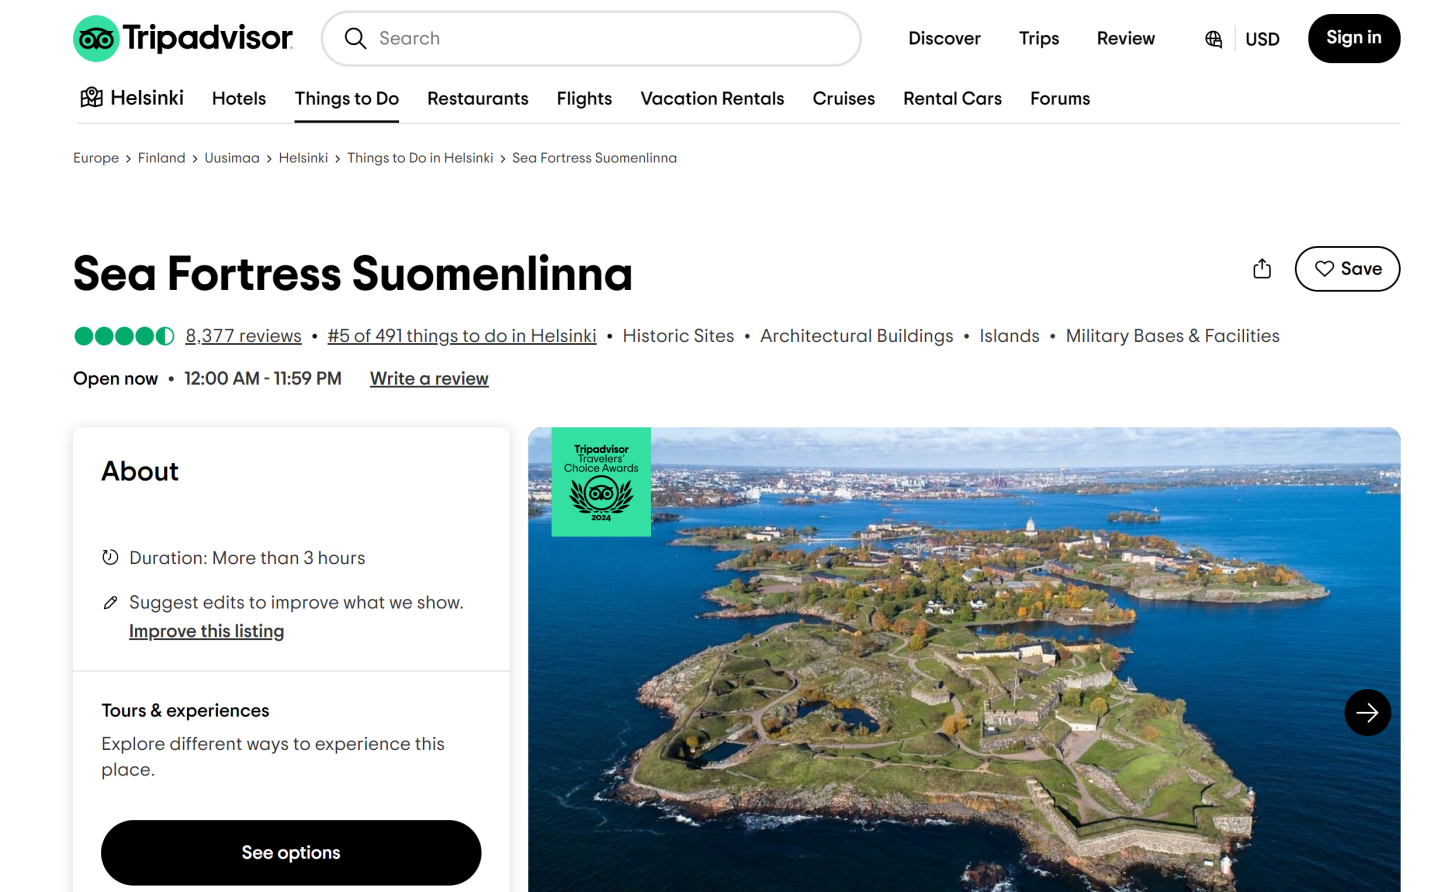 Tripadvisor
Search
Discover
Trips
Review
USD
Sign in
Helsinki
Hotels
Things to Do
Restaurants
Flights
Vacation Rentals
Cruises
Rental Cars
Forums
Europe › Finland › Uusimaa › Helsinki › Things to Do in Helsinki › Sea Fortress Suomenlinna
Sea Fortress Suomenlinna
Save
8,377 reviews • #5 of 491 things to do in Helsinki • Historic Sites • Architectural Buildings • Islands • Military Bases & Facilities
Open now • 12:00 AM - 11:59 PM Write a review
About
Duration: More than 3 hours
Suggest edits to improve what we show.
Improve this listing
Tours & experiences
Explore different ways to experience this
place.
See options
Tripadvisor
Travelers'
Choice Awards
2024